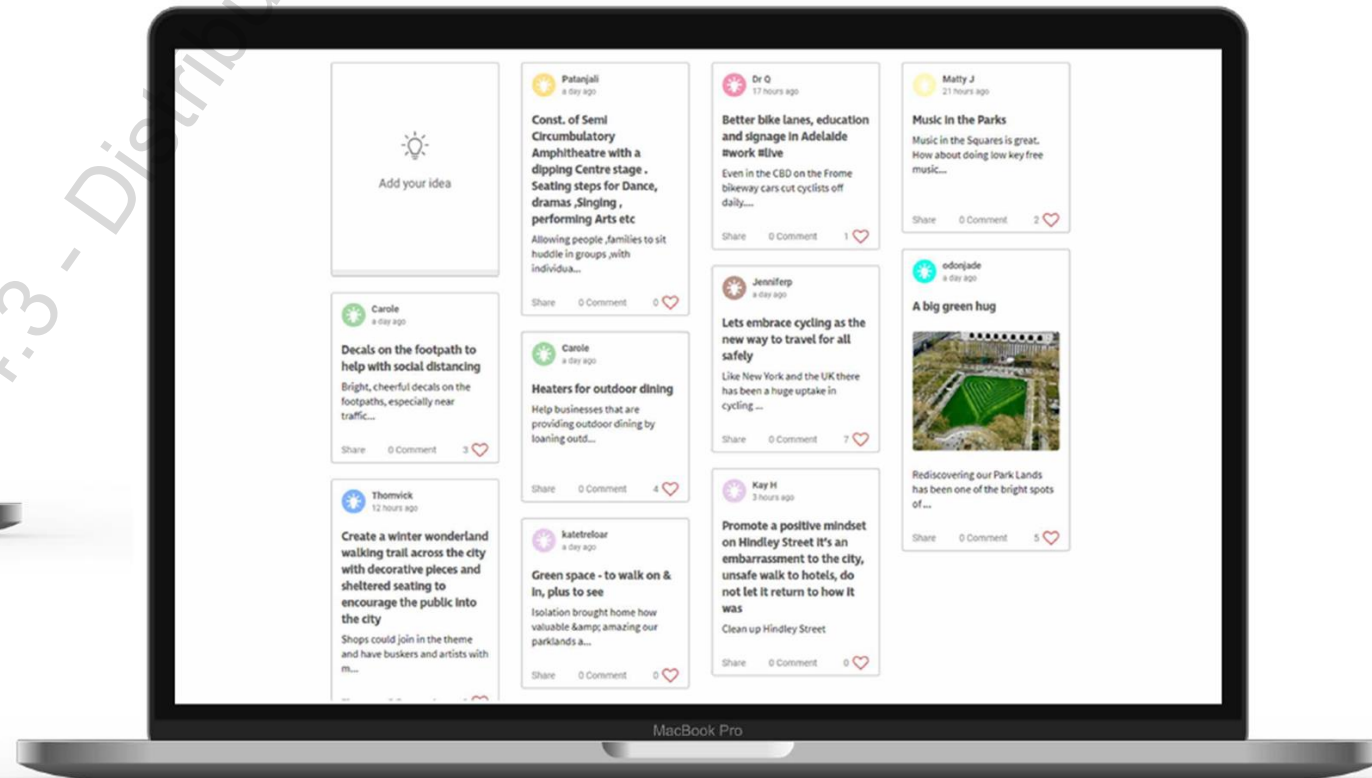 Add your idea
Carole
a day ago
Decals on the footpath to
help with social distancing
Bright, cheerful decals on the
footpaths, especially near
traffic...
Share 0 Comment 3
Thomvick
12 hours ago
Create a winter wonderland
walking trail across the city
with decorative pieces and
sheltered seating to
encourage the public into
the city
Shops could join in the theme
and have buskers and artists with
m...
Patanjali
a day ago
Const. of Semi
Circumbulatory
Amphitheatre with a
dipping Centre stage .
Seating steps for Dance,
dramas ,Singing ,
performing Arts etc
Allowing people ,families to sit
huddle in groups ,with
individua...
Share 0 Comment 0
Carole
a day ago
Heaters for outdoor dining
Help businesses that are
providing outdoor dining by
loaning outd...
Share 0 Comment 4
katetreloar
a day ago
Green space - to walk on &
in, plus to see
Isolation brought home how
valuable &amp; amazing our
parklands a...
Share 0 Comment 0
Dr Q
17 hours ago
Better bike lanes, education
and signage in Adelaide
#work #live
Even in the CBD on the Frome
bikeway cars cut cyclists off
daily....
Share 0 Comment 1
Jenniferp
a day ago
Lets embrace cycling as the
new way to travel for all
safely
Like New York and the UK there
has been a huge uptake in
cycling ...
Share 0 Comment 7
Kay H
3 hours ago
Promote a positive mindset
on Hindley Street it's an
embarrassment to the city,
unsafe walk to hotels, do
not let it return to how it
was
Clean up Hindley Street
Share 0 Comment 0
Matty J
21 hours ago
Music in the Parks
Music in the Squares is great.
How about doing low key free
music...
Share 0 Comment 2
odonjade
a day ago
A big green hug
Rediscovering our Park Lands
has been one of the bright spots
of...
Share 0 Comment 5
MacBook Pro